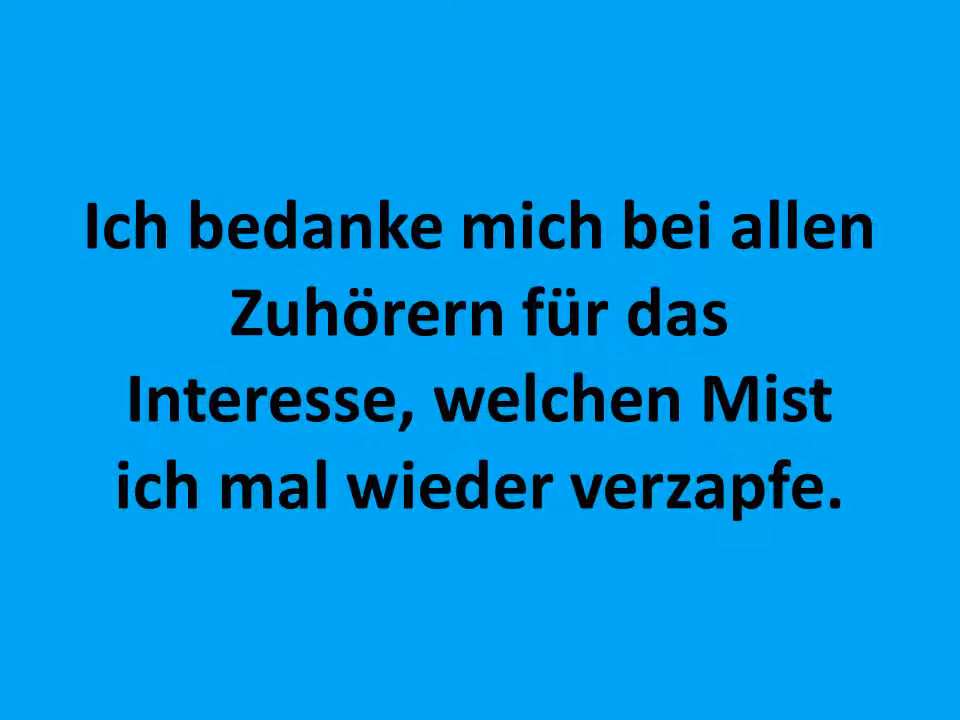 Ich bedanke mich bei allen
Zuhörern für das
Interesse, welchen Mist
ich mal wieder verzapfe.